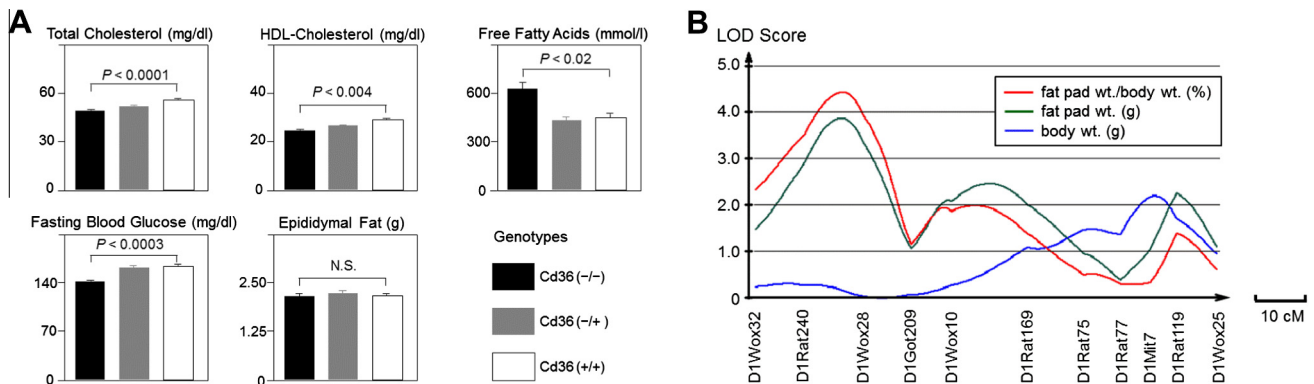 A
Total Cholesterol (mg/dl)
P < 0.0001
60
30
0
HDL-Cholesterol (mg/dl)
P < 0.004
40
20
0
Free Fatty Acids (mmol/l)
P < 0.02
600
300
0
Fasting Blood Glucose (mg/dl)
P < 0.0003
140
70
0
Epididymal Fat (g)
N.S.
2.50
1.25
0
Genotypes
Cd36 (−/−)
Cd36 (−/+)
Cd36 (+/+)
B
LOD Score
5.0
4.0
3.0
2.0
1.0
0
fat pad wt./body wt. (%)
fat pad wt. (g)
body wt. (g)
D1Wox32
D1Rat240
D1Wox28
D1Got209
D1Wox10
D1Rat169
D1Rat75
D1Rat77
D1Mit7
D1Rat119
D1Wox25
10 cM